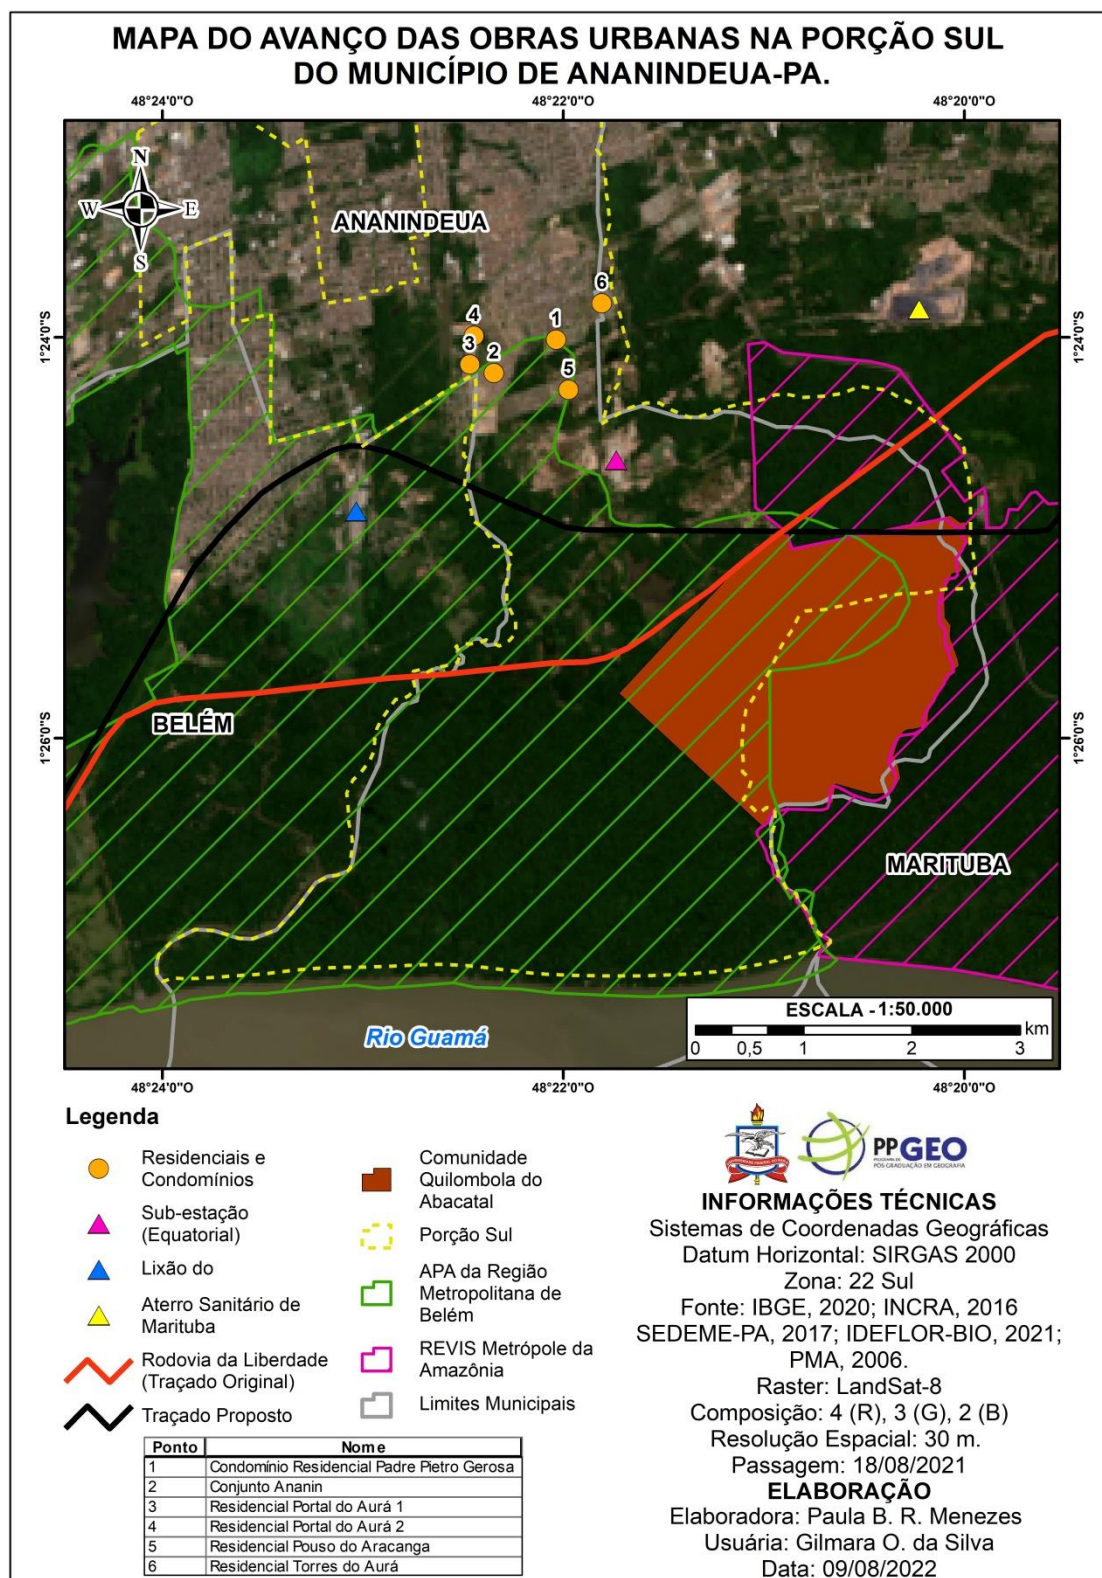 MAPA DO AVANÇO DAS OBRAS URBANAS NA PORÇÃO SUL
DO MUNICÍPIO DE ANANINDEUA-PA.
48°24'0"O
48°22'0"O
48°20'0"O
N
W
E
S
ANANINDEUA
6
1°24'0"S
4
1
1°24'0"S
3
2
5
BELÉM
1°26'0"S
1°26'0"S
MARITUBA
Rio Guamá
ESCALA - 1:50.000
km
0
0,5
1
2
3
48°24'0"O
48°22'0"O
48°20'0"O
Legenda
Residenciais e
Condomínios
Sub-estação
(Equatorial)
Lixão do
Aterro Sanitário de
Marituba
Rodovia da Liberdade
(Traçado Original)
Traçado Proposto
Comunidade
Quilombola do
Abacatal
Porção Sul
APA da Região
Metropolitana de
Belém
REVIS Metrópole da
Amazônia
Limites Municipais
Ponto Nome
1 Condomínio Residencial Padre Pietro Gerosa
2 Conjunto Ananin
3 Residencial Portal do Aurá 1
4 Residencial Portal do Aurá 2
5 Residencial Pouso do Aracanga
6 Residencial Torres do Aurá
PPGEO
PÓS-GRADUAÇÃO EM GEOGRAFIA
INFORMAÇÕES TÉCNICAS
Sistemas de Coordenadas Geográficas
Datum Horizontal: SIRGAS 2000
Zona: 22 Sul
Fonte: IBGE, 2020; INCRA, 2016
SEDEME-PA, 2017; IDEFLOR-BIO, 2021;
PMA, 2006.
Raster: LandSat-8
Composição: 4 (R), 3 (G), 2 (B)
Resolução Espacial: 30 m.
Passagem: 18/08/2021
ELABORAÇÃO
Elaboradora: Paula B. R. Menezes
Usuária: Gilmara O. da Silva
Data: 09/08/2022